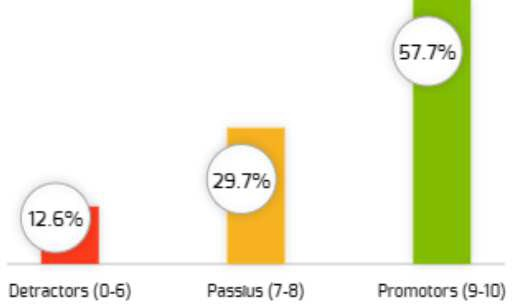 57.7%
29.7%
12.6%
Detractors (0-6) Passius (7-8) Promotors (9-10)